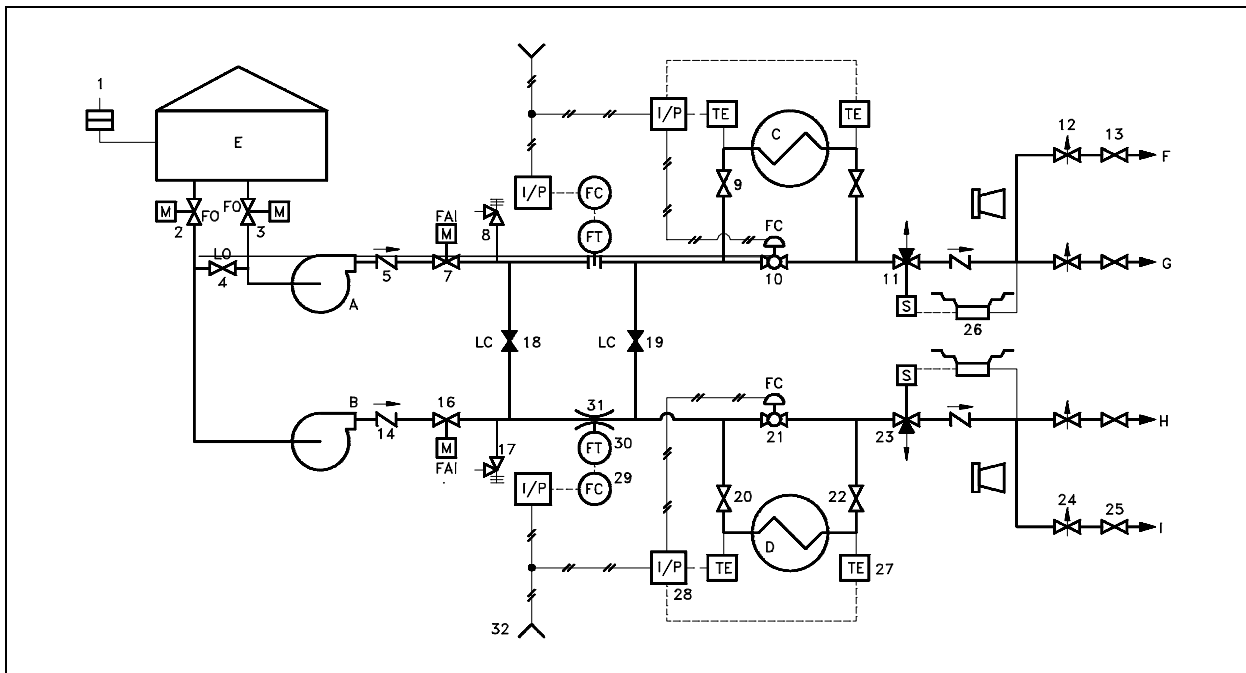 1
E
I/P
TE
C
TE
12
13
F
I/P
FC
9
M
FO
FO
M
2
3
FAI
M
8
FT
FC
LO
4
5
A
7
10
11
G
S
26
LC
18
LC
19
B
16
31
FC
S
14
M
FAI
17
FT
30
21
23
H
I/P
FC
29
20
22
24
25
D
I
I/P
TE
TE
27
28
32